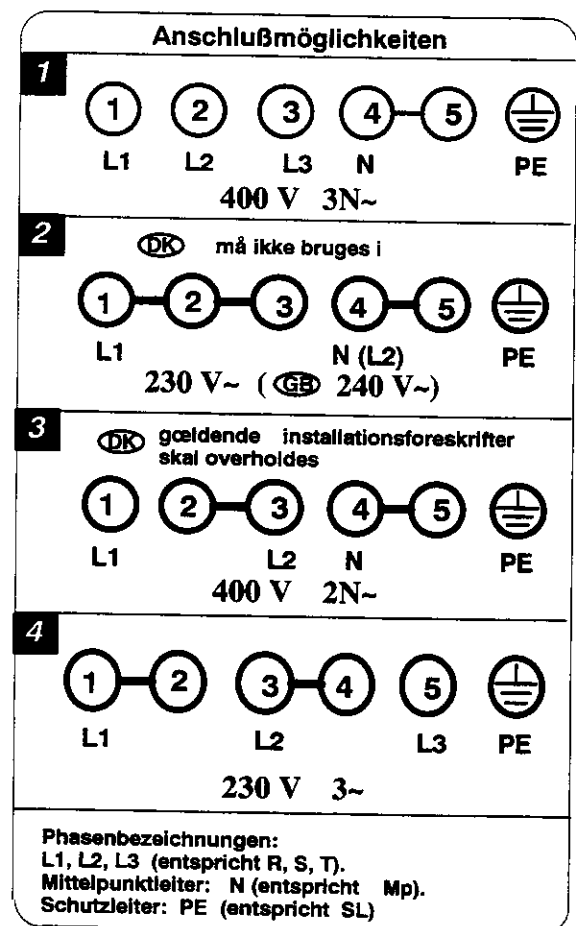 Anschlußmöglichkeiten
1
1 2 3 4 5
L1 L2 L3 N PE
400 V 3N~
2
DK må ikke bruges i
1 2 3 4 5
L1 N (L2) PE
230 V~ ( GB 240 V~)
3
DK gœldende installationsforeskrifter
skal overholdes
1 2 3 4 5
L1 L2 N PE
400 V 2N~
4
1 2 3 4 5
L1 L2 L3 PE
230 V 3~
Phasenbezeichnungen:
L1, L2, L3 (entspricht R, S, T).
Mittelpunktleiter: N (entspricht Mp).
Schutzleiter: PE (entspricht SL)